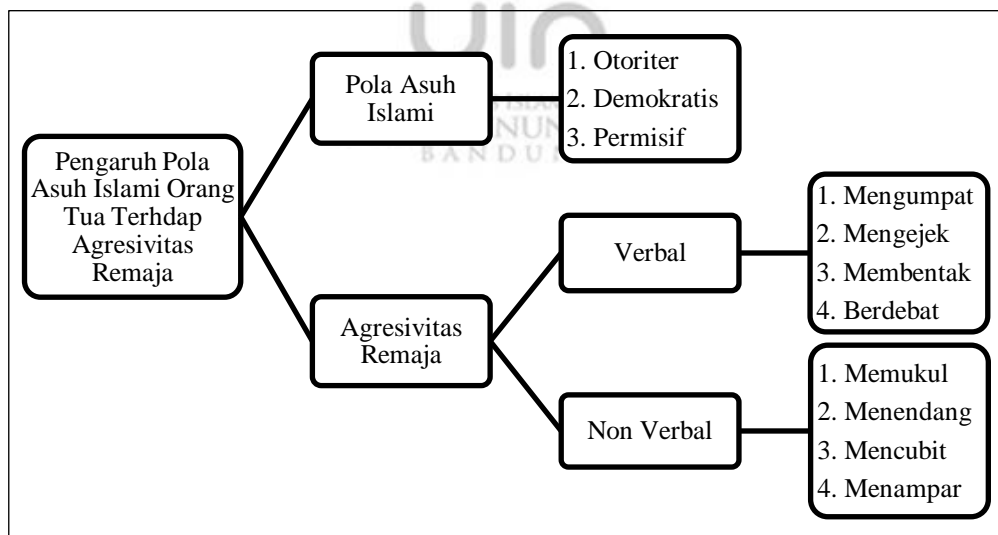 uin
BANDUN
Pengaruh Pola
Asuh Islami Orang
Tua Terhdap
Agresivitas
Remaja
Pola Asuh
Islami
1. Otoriter
2. Demokratis
3. Permisif
Agresivitas
Remaja
Verbal
1. Mengumpat
2. Mengejek
3. Membentak
4. Berdebat
Non Verbal
1. Memukul
2. Menendang
3. Mencubit
4. Menampar